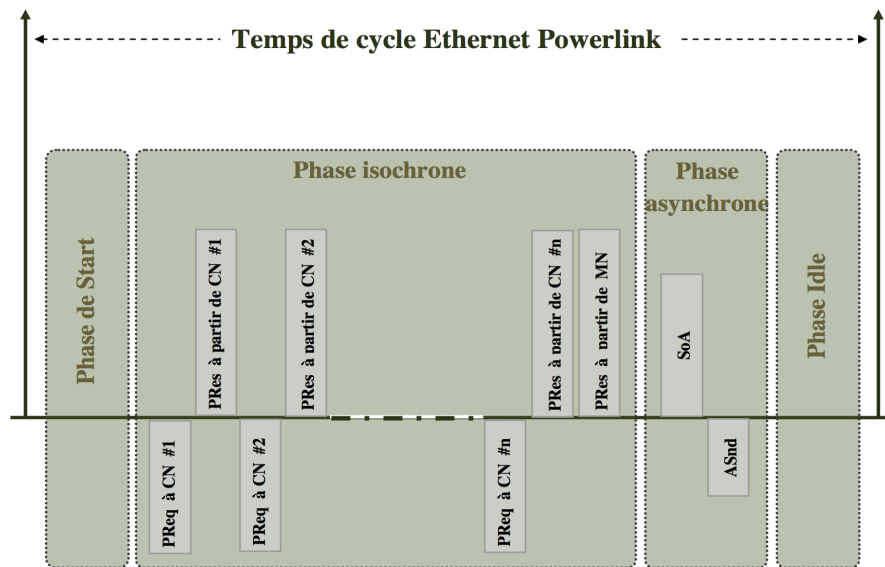 Temps de cycle Ethernet Powerlink
Phase de Start
Phase isochrone
PReq à CN #1
PRes à partir de CN #1
PReq à CN #2
PRes à partir de CN #2
PReq à CN #n
PRes à partir de CN #n
PRes à partir de MN
Phase
asynchrone
SoA
ASnd
Phase Idle